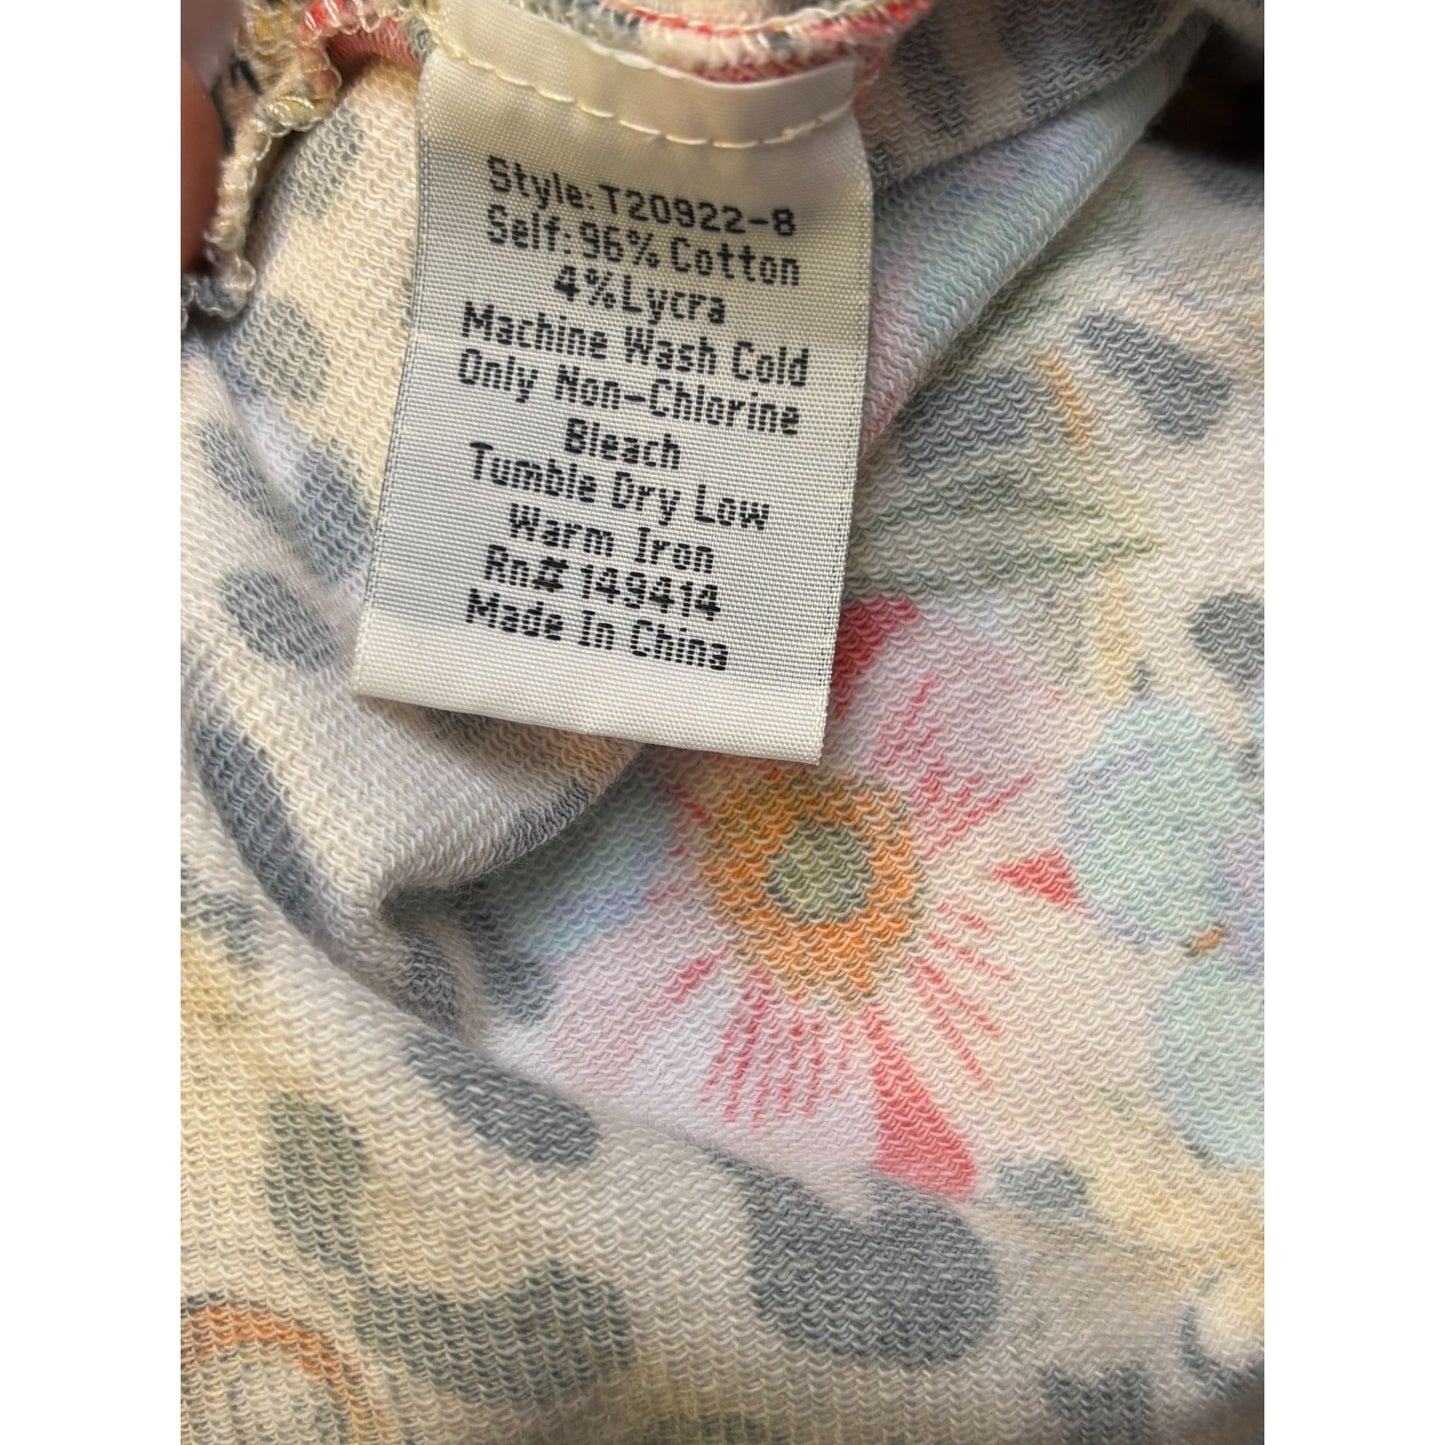 Style: T20922-8
Self: 96% Cotton
4% Lycra
Machine Wash Cold
Only Non-Chlorine
Bleach
Tumble Dry Low
Warm Iron
Rn# 149414
Made In China